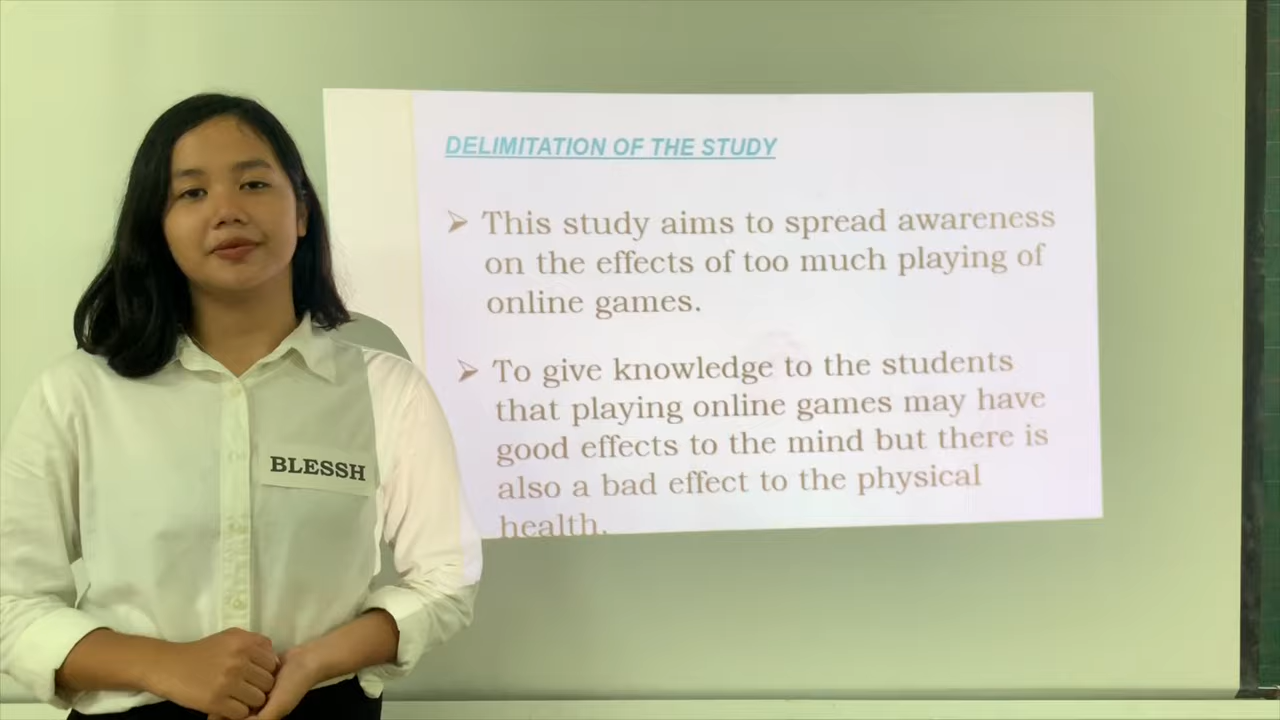 DELIMITATION OF THE STUDY
➢ This study aims to spread awareness
on the effects of too much playing of
online games.
➢ To give knowledge to the students
that playing online games may have
good effects to the mind but there is
also a bad effect to the physical
health.
BLESSH